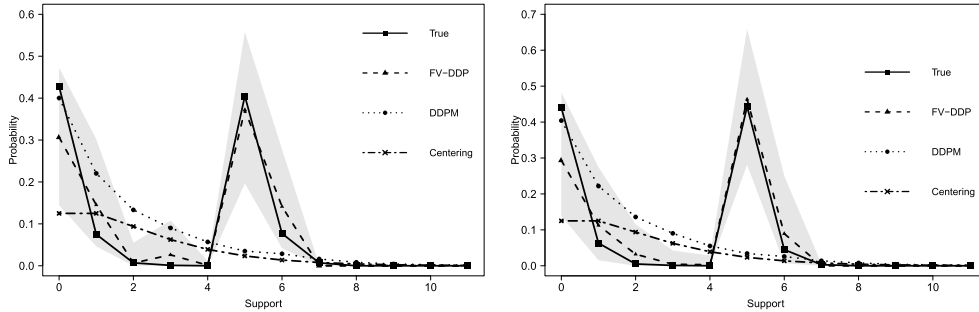 0.6
0.5
0.4
0.3
0.2
0.1
0.0
Probability
0 2 4 6 8 10
Support
True
FV−DDP
DDPM
Centering
0.7
0.6
0.5
0.4
0.3
0.2
0.1
0.0
Probability
0 2 4 6 8 10
Support
True
FV−DDP
DDPM
Centering